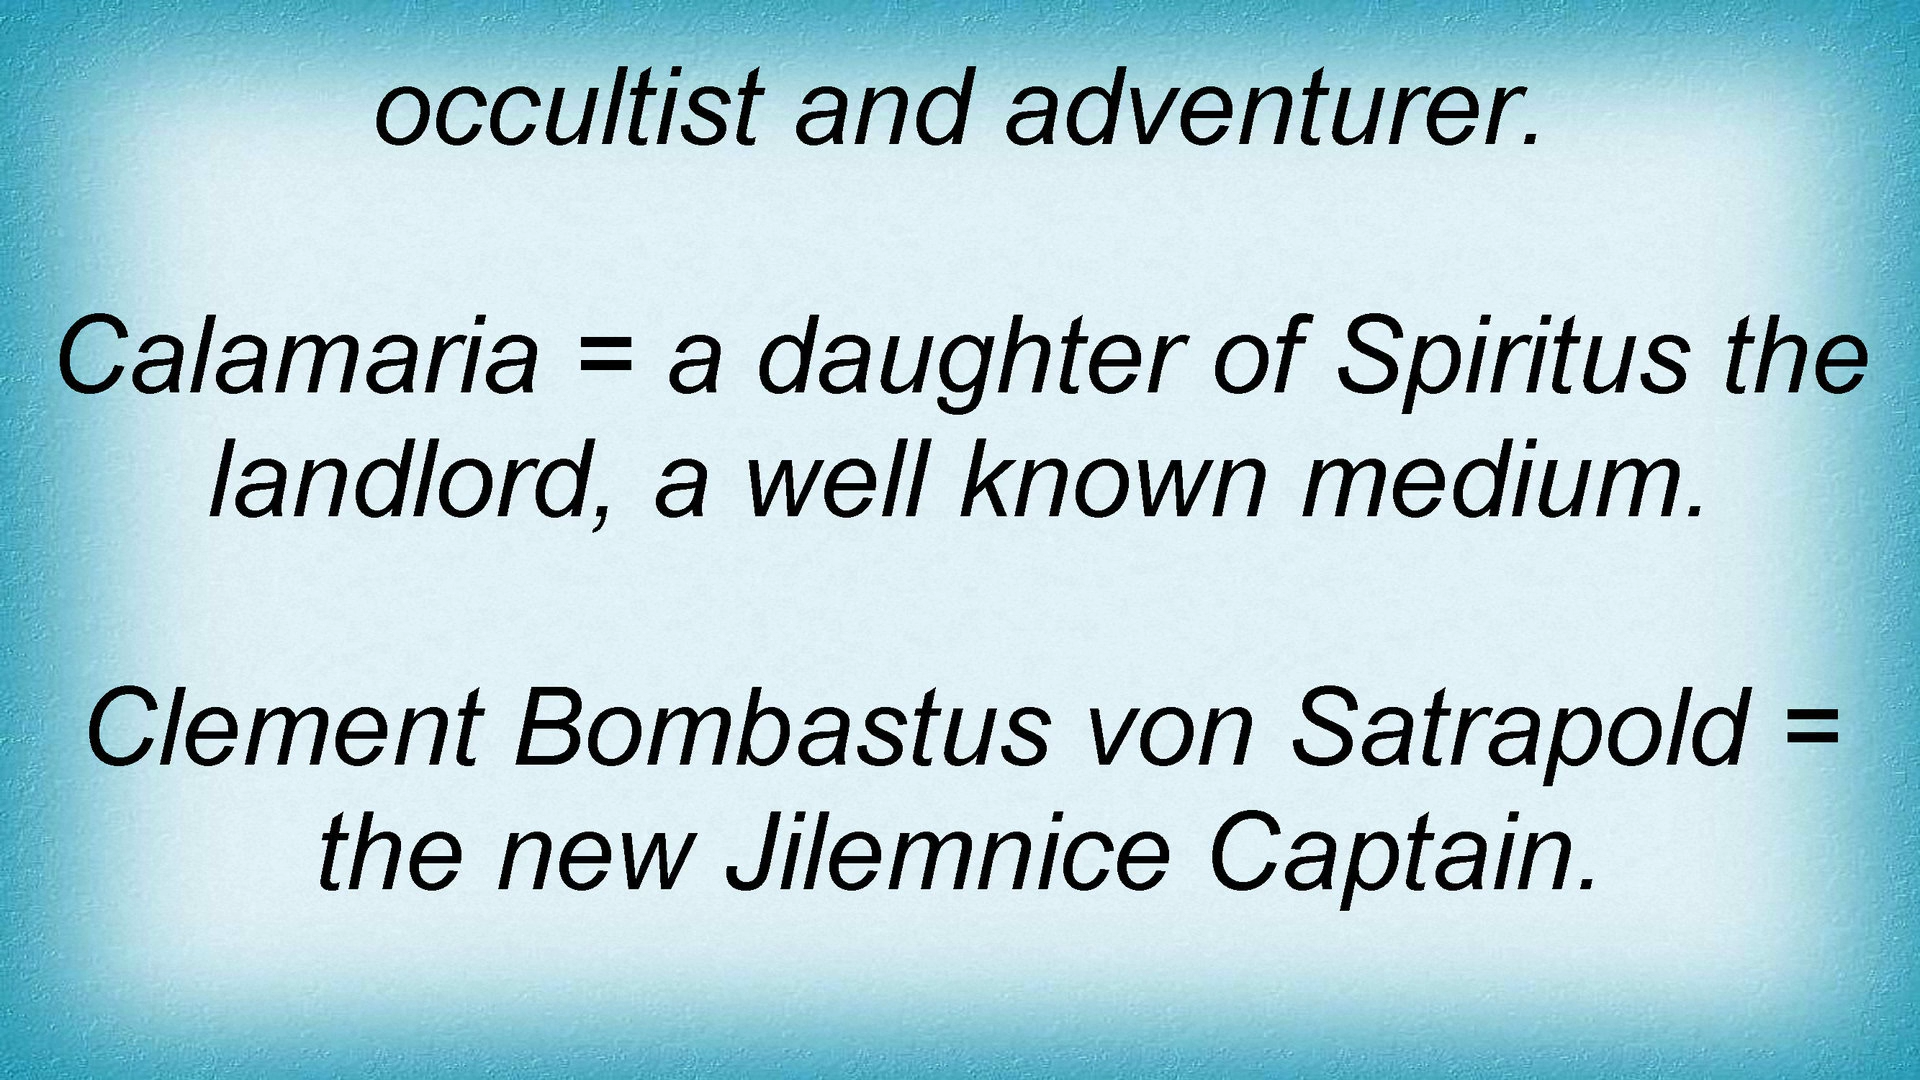 occultist and adventurer.
Calamaria = a daughter of Spiritus the
landlord, a well known medium.
Clement Bombastus von Satrapold =
the new Jilemnice Captain.